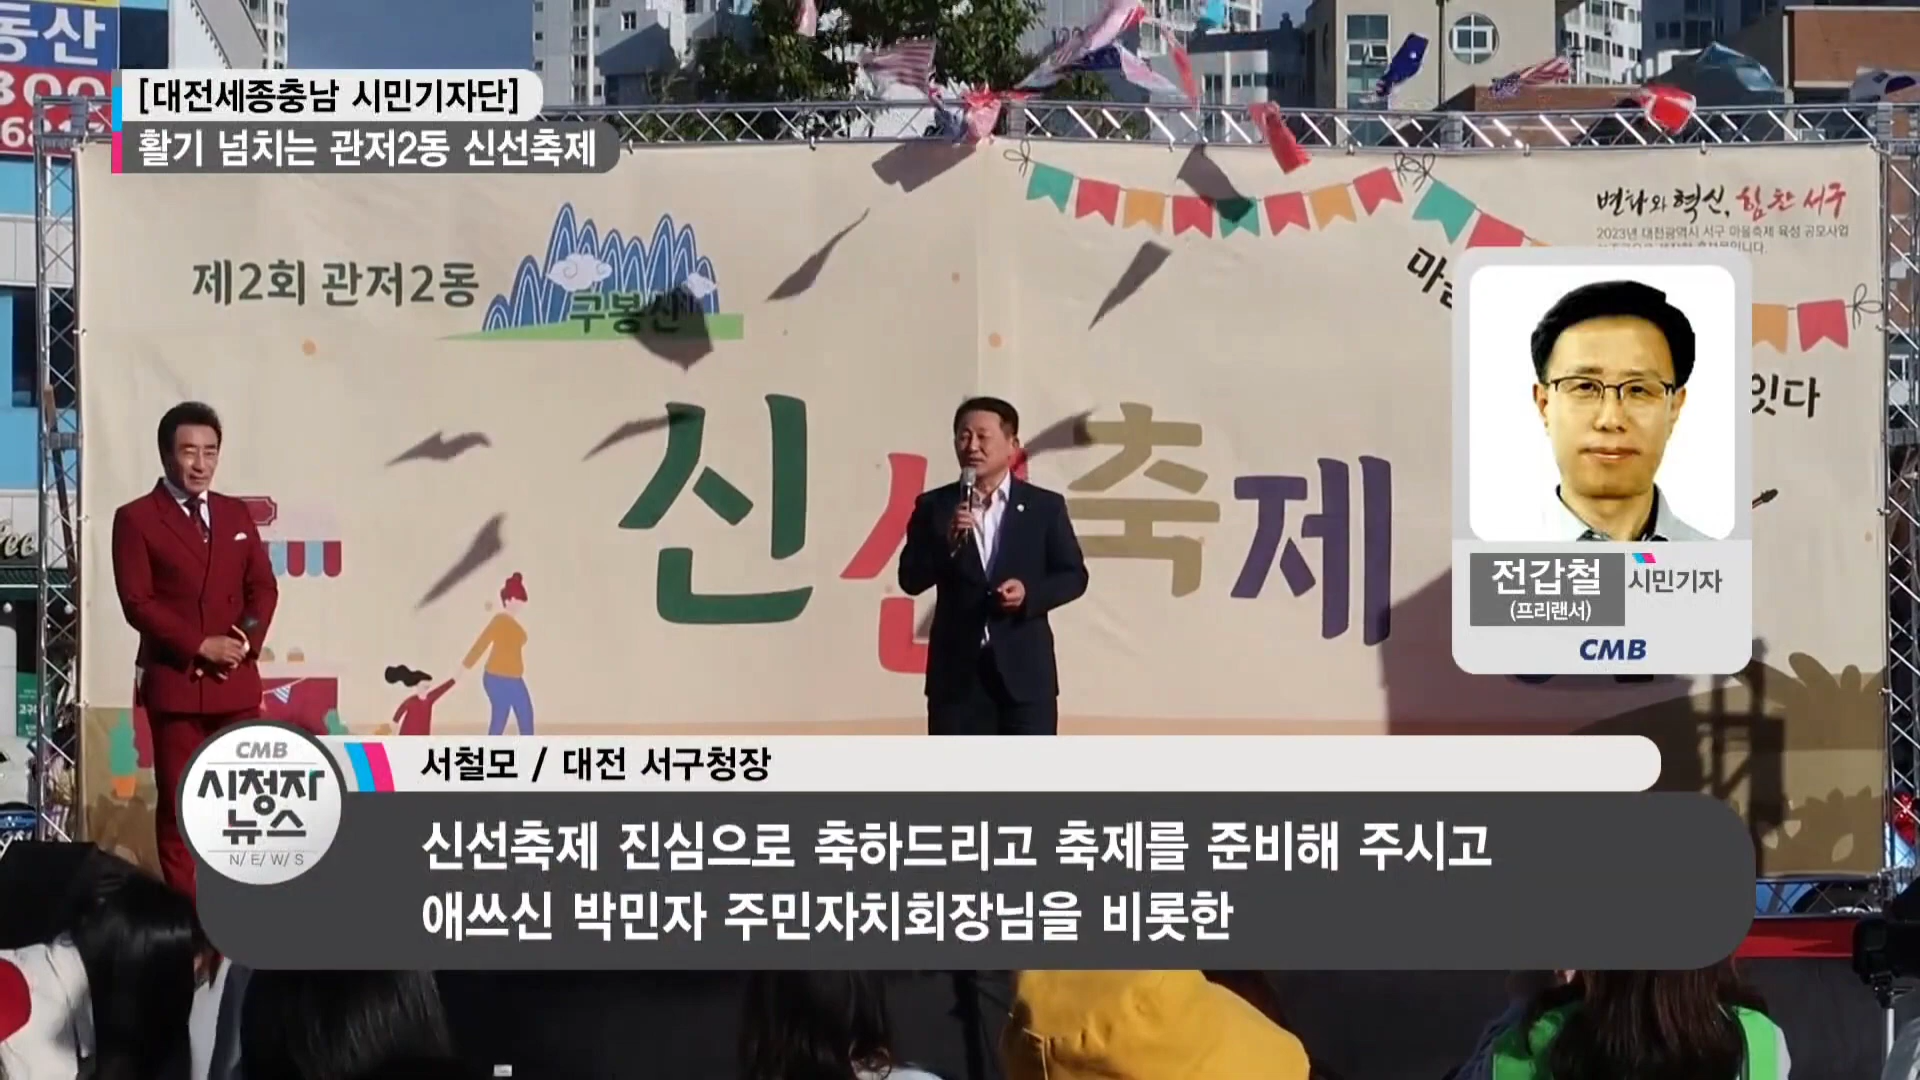 동산
[대전세종충남 시민기자단]
활기 넘치는 관저2동 신선축제
변화와 혁신, 힘찬 서구
2023년 대전광역시 서구 마을축제 육성 공모사업
제2회 관저2동
구봉산
신선축제
있다
전갑철
(프리랜서)
시민기자
CMB
CMB
시청자
뉴스
N/E/W/S
서철모 / 대전 서구청장
신선축제 진심으로 축하드리고 축제를 준비해 주시고
애쓰신 박민자 주민자치회장님을 비롯한